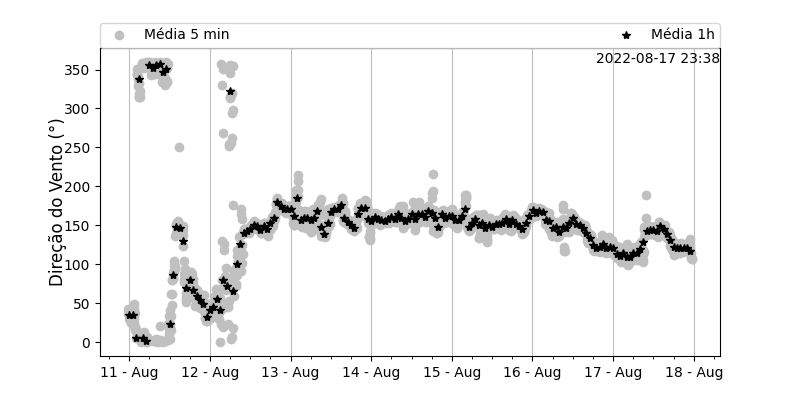 Média 5 min
Média 1h
2022-08-17 23:38
Direção do Vento (°)
350
300
250
200
150
100
50
0
11 - Aug
12 - Aug
13 - Aug
14 - Aug
15 - Aug
16 - Aug
17 - Aug
18 - Aug